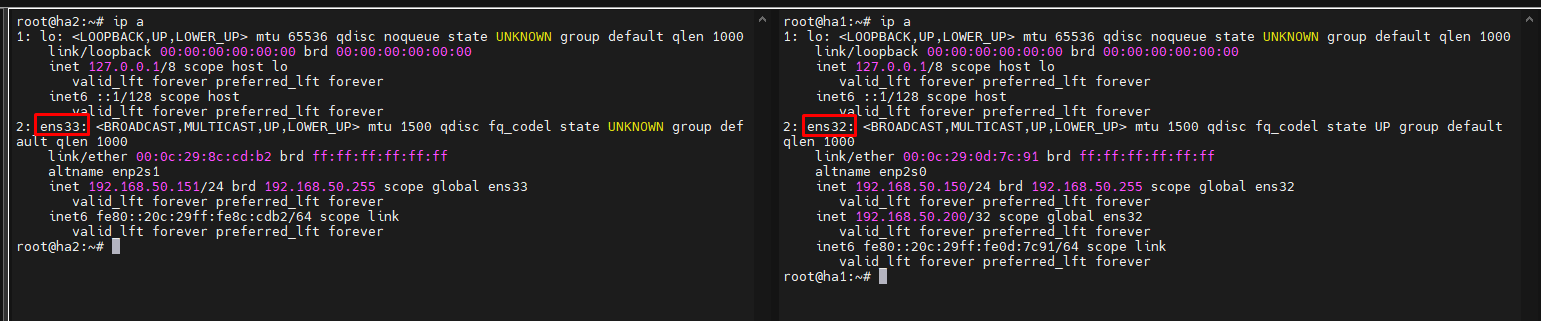 root@ha2:~# ip a
1: lo: <LOOPBACK,UP,LOWER_UP> mtu 65536 qdisc noqueue state UNKNOWN group default qlen 1000
link/loopback 00:00:00:00:00:00 brd 00:00:00:00:00:00
inet 127.0.0.1/8 scope host lo
valid_lft forever preferred_lft forever
inet6 ::1/128 scope host
valid_lft forever preferred_lft forever
2: ens33: <BROADCAST,MULTICAST,UP,LOWER_UP> mtu 1500 qdisc fq_codel state UNKNOWN group def
ault qlen 1000
link/ether 00:0c:29:8c:cd:b2 brd ff:ff:ff:ff:ff:ff
altname enp2s1
inet 192.168.50.151/24 brd 192.168.50.255 scope global ens33
valid_lft forever preferred_lft forever
inet6 fe80::20c:29ff:fe8c:cdb2/64 scope link
valid_lft forever preferred_lft forever
root@ha2:~#
root@ha1:~# ip a
1: lo: <LOOPBACK,UP,LOWER_UP> mtu 65536 qdisc noqueue state UNKNOWN group default qlen 1000
link/loopback 00:00:00:00:00:00 brd 00:00:00:00:00:00
inet 127.0.0.1/8 scope host lo
valid_lft forever preferred_lft forever
inet6 ::1/128 scope host
valid_lft forever preferred_lft forever
2: ens32: <BROADCAST,MULTICAST,UP,LOWER_UP> mtu 1500 qdisc fq_codel state UP group default
qlen 1000
link/ether 00:0c:29:0d:7c:91 brd ff:ff:ff:ff:ff:ff
altname enp2s0
inet 192.168.50.150/24 brd 192.168.50.255 scope global ens32
valid_lft forever preferred_lft forever
inet 192.168.50.200/32 scope global ens32
valid_lft forever preferred_lft forever
inet6 fe80::20c:29ff:fe0d:7c91/64 scope link
valid_lft forever preferred_lft forever
root@ha1:~#